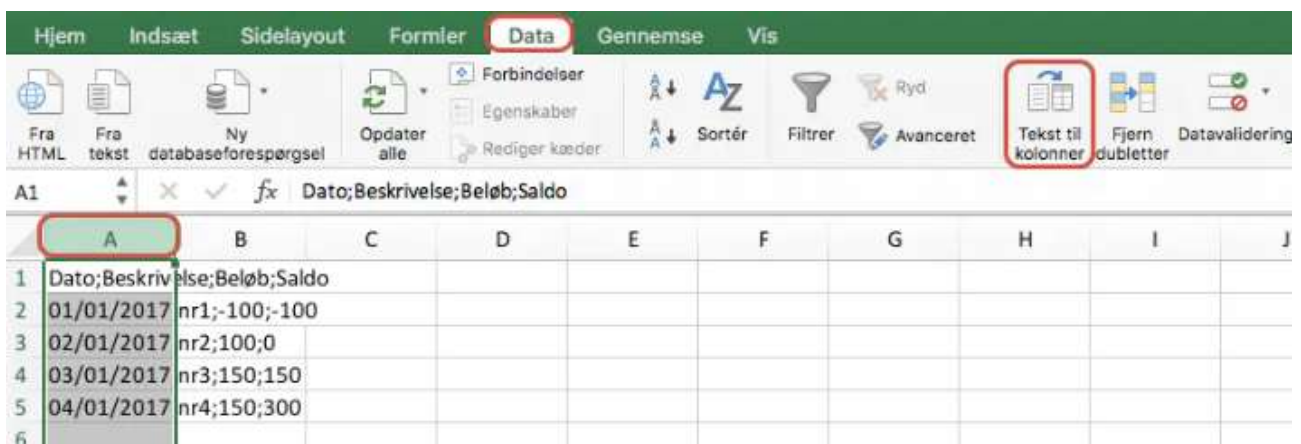 Hjem Indsæt Sidelayout Formler Data Gennemse Vis
Fra HTML
Fra tekst
Ny databaseforespørgsel
Opdater alle
Forbindelser
Egenskaber
Rediger kæder
Sortér
Filtrer
Ryd
Avanceret
Tekst til kolonner
Fjern dubletter
Datavalidering
A1 fx Dato;Beskrivelse;Beløb;Saldo
A B C D E F G H I J
1 Dato;Beskrivelse;Beløb;Saldo
2 01/01/2017 nr1;-100;-100
3 02/01/2017 nr2;100;0
4 03/01/2017 nr3;150;150
5 04/01/2017 nr4;150;300
6